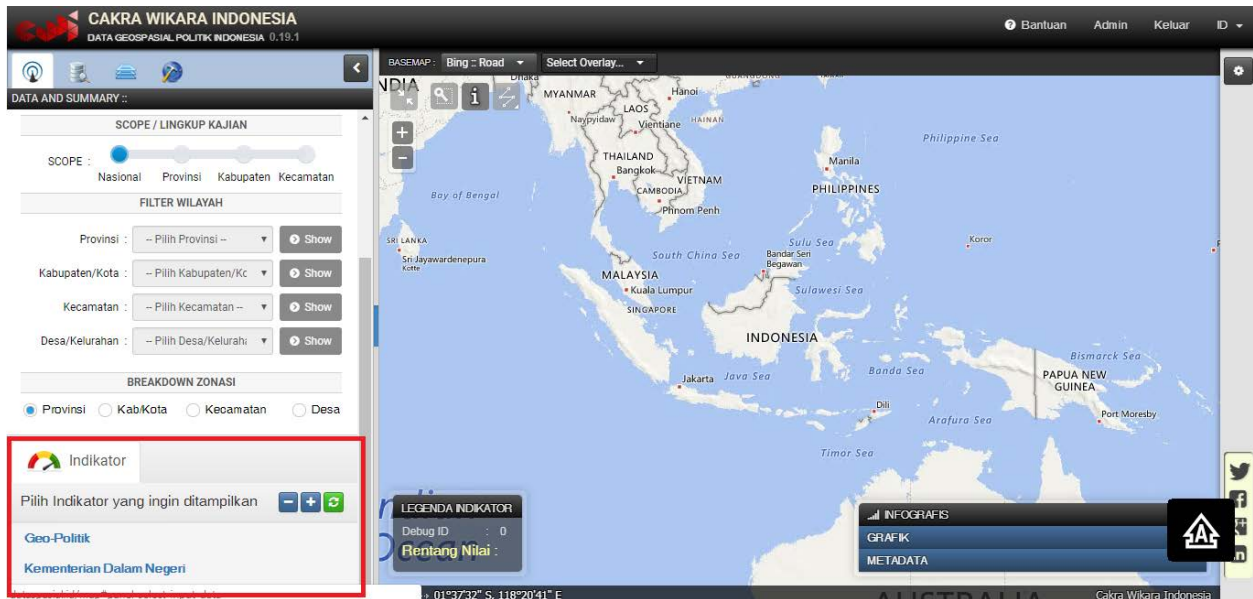 CAKRA WIKARA INDONESIA
DATA GEOSPASIAL POLITIK INDONESIA 0.19.1
Bantuan Admin Keluar ID
DATA AND SUMMARY ::
SCOPE / LINGKUP KAJIAN
SCOPE :
Nasional Provinsi Kabupaten Kecamatan
FILTER WILAYAH
Provinsi : -- Pilih Provinsi -- Show
Kabupaten/Kota : -- Pilih Kabupaten/Kc Show
Kecamatan : -- Pilih Kecamatan -- Show
Desa/Kelurahan : -- Pilih Desa/Kelurah Show
BREAKDOWN ZONASI
Provinsi Kab/Kota Kecamatan Desa
Indikator
Pilih Indikator yang ingin ditampilkan
Geo-Politik
Kementerian Dalam Negeri
BASEMAP : Bing :: Road Select Overlay...
NDIA
Dhaka
MYANMAR
Hanoi
LAOS
Naypyidaw
Vientiane
HAINAN
Philippine Sea
THAILAND
Bangkok
VIETNAM
CAMBODIA
Phnom Penh
Manila
PHILIPPINES
Bay of Bengal
SRI LANKA
Sri Jayawardenepura
Kotte
South China Sea
Sulu Sea
Koror
Bandar Seri
Begawan
MALAYSIA
Kuala Lumpur
Sulawesi Sea
SINGAPORE
INDONESIA
Jakarta
Java Sea
Banda Sea
Bismarck Sea
PAPUA NEW
GUINEA
Dili
Arafura Sea
Port Moresby
Timor Sea
LEGENDA INDIKATOR
Debug ID : 0
Rentang Nilai :
INFOGRAFIS
GRAFIK
METADATA
01°37'32" S, 118°20'41" E
AUSTRALIA
Cakra Wikara Indonesia